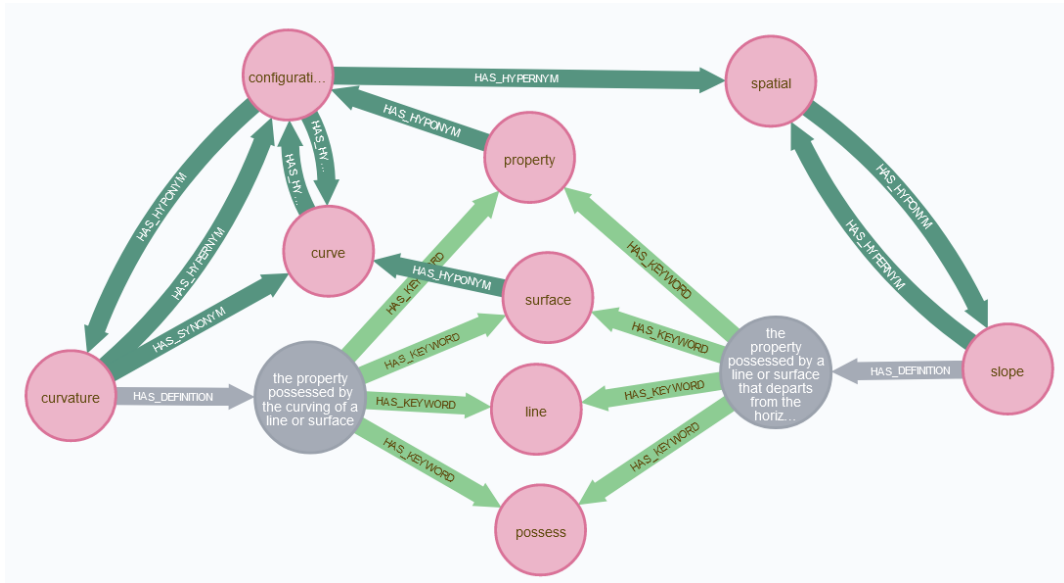 configurati...
HAS_HYPERNYM
spatial
HAS_HYPONYM
property
HAS_HY...
HAS_HY...
HAS_HYPONYM
HAS_HYPERNYM
HAS_HYPONYM
HAS_HYPERNYM
curve
HAS_KEYWORD
HAS_HYPONYM
surface
HAS_KEYWORD
HAS_SYNONYM
HAS_KEYWORD
HAS_KEYWORD
curvature
HAS_DEFINITION
the property
possessed by
the curving of a
line or surface
HAS_KEYWORD
line
HAS_KEYWORD
the
property
possessed by a
line or surface
that departs
from the
horiz...
HAS_DEFINITION
slope
HAS_KEYWORD
HAS_KEYWORD
possess